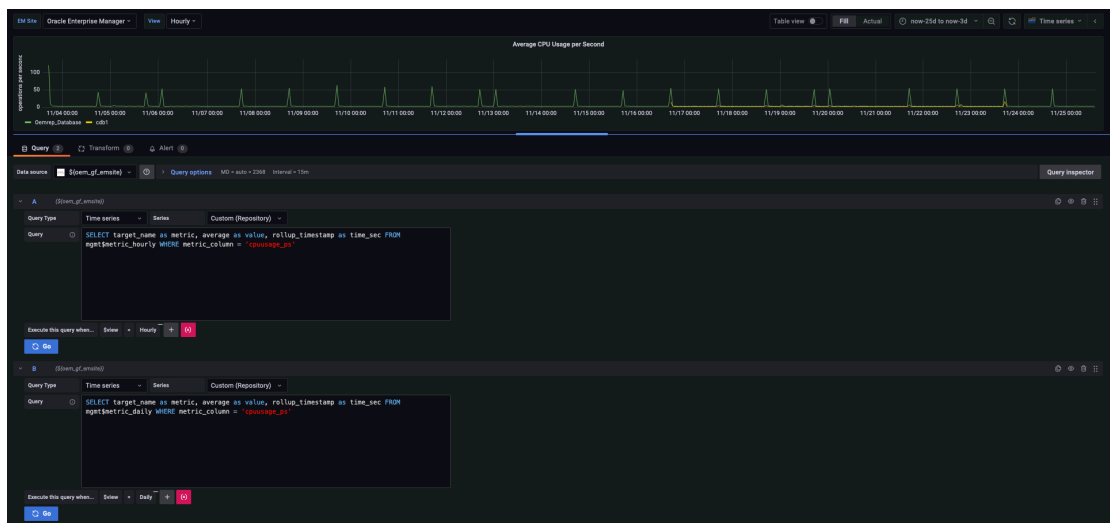 EM Site Oracle Enterprise Manager View Hourly Table view Fill Actual now-25d to now-3d Time series
Average CPU Usage per Second
operations per second
100
50
0
11/04 00:00 11/05 00:00 11/06 00:00 11/07 00:00 11/08 00:00 11/09 00:00 11/10 00:00 11/11 00:00 11/12 00:00 11/13 00:00 11/14 00:00 11/15 00:00 11/16 00:00 11/17 00:00 11/18 00:00 11/19 00:00 11/20 00:00 11/21 00:00 11/22 00:00 11/23 00:00 11/24 00:00 11/25 00:00
Oemrep_Database cdb1
Query 2 Transform 0 Alert 0
Data source ${oem_gf_emsite} > Query options MD = auto = 2368 Interval = 15m Query inspector
A (${oem_gf_emsite})
Query Type Time series Series Custom (Repository)
Query SELECT target_name as metric, average as value, rollup_timestamp as time_sec FROM
mgmt$metric_hourly WHERE metric_column = 'cpuusage_ps'
Execute this query when... $view = Hourly +
Go
B (${oem_gf_emsite})
Query Type Time series Series Custom (Repository)
Query SELECT target_name as metric, average as value, rollup_timestamp as time_sec FROM
mgmt$metric_daily WHERE metric_column = 'cpuusage_ps'
Execute this query when... $view = Daily +
Go